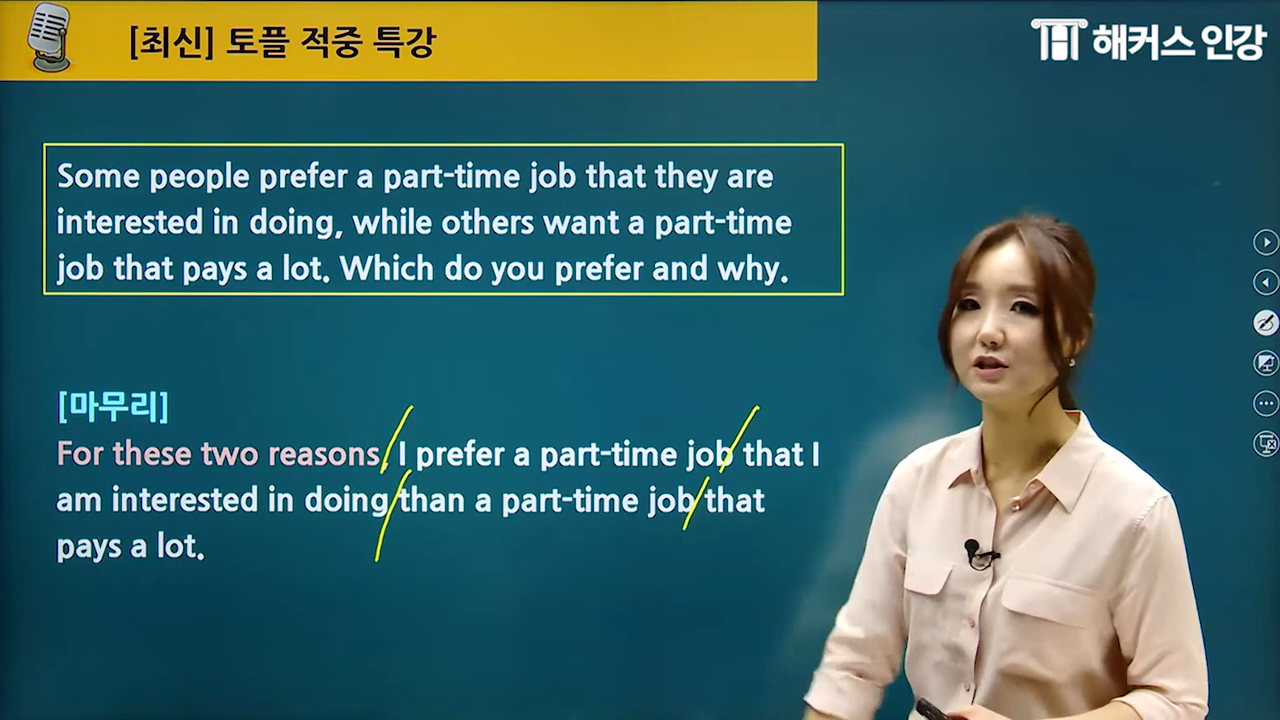 [최신] 토플 적중 특강
해커스 인강
Some people prefer a part-time job that they are
interested in doing, while others want a part-time
job that pays a lot. Which do you prefer and why.
[마무리]
For these two reasons, I prefer a part-time job that I
am interested in doing than a part-time job that
pays a lot.